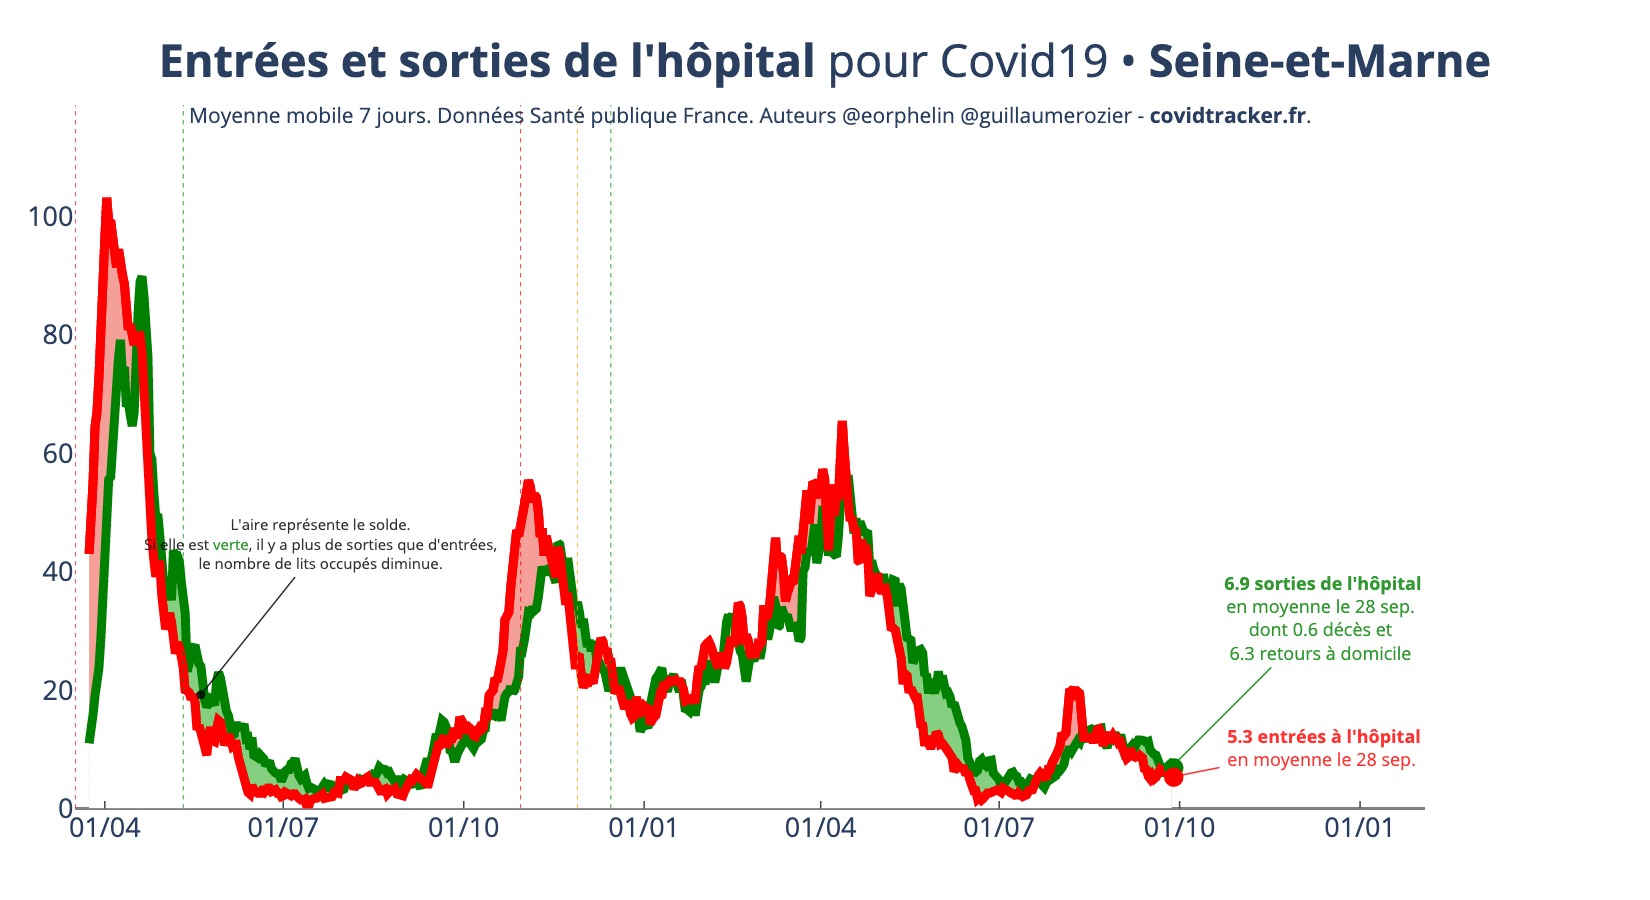 Entrées et sorties de l'hôpital pour Covid19 • Seine-et-Marne
Moyenne mobile 7 jours. Données Santé publique France. Auteurs @eorphelin @guillaumerozier - covidtracker.fr.
100
80
60
40
20
0
L'aire représente le solde.
Si elle est verte, il y a plus de sorties que d'entrées,
le nombre de lits occupés diminue.
6.9 sorties de l'hôpital
en moyenne le 28 sep.
dont 0.6 décès et
6.3 retours à domicile
5.3 entrées à l'hôpital
en moyenne le 28 sep.
01/04 01/07 01/10 01/01 01/04 01/07 01/10 01/01